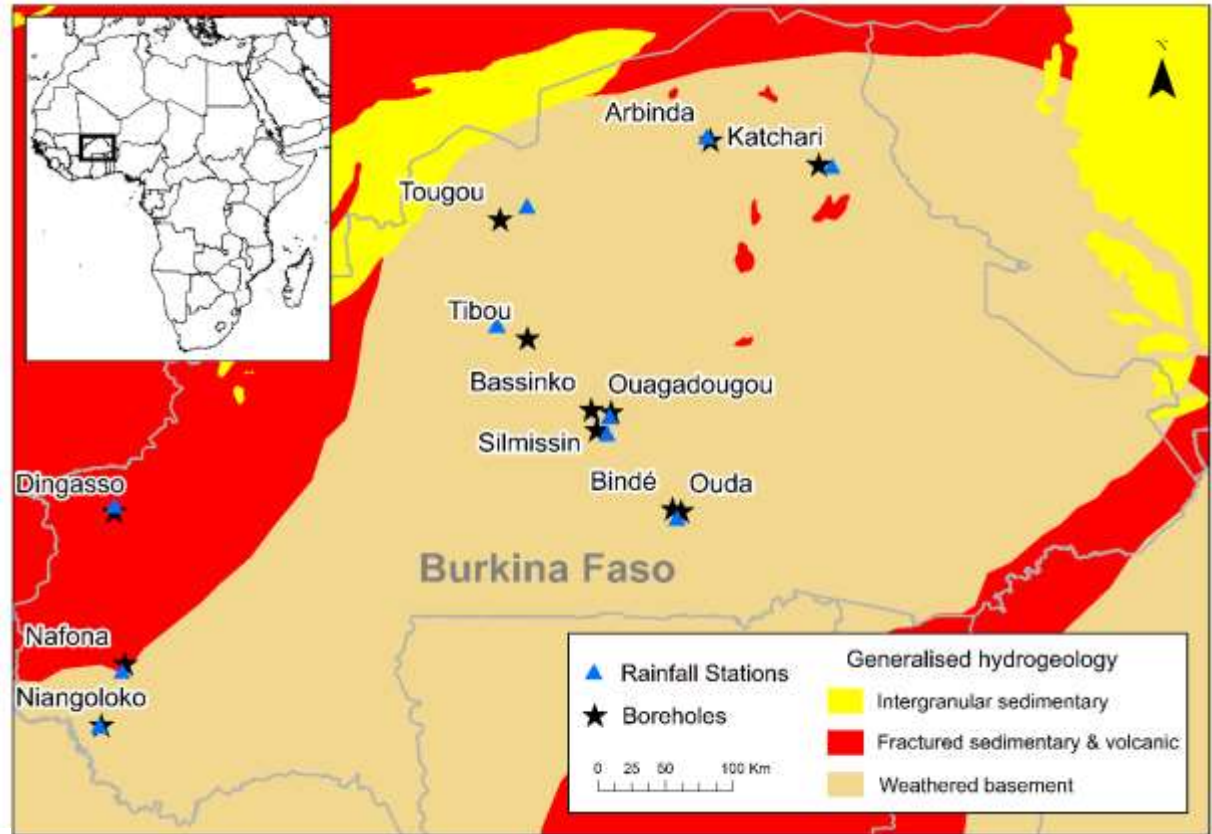 N
Arbinda
Katchari
Tougou
Tibou
Bassinko
Ouagadougou
Silmissin
Bindé
Ouda
Dingasso
Burkina Faso
Nafona
Niangoloko
Rainfall Stations
Boreholes
0 25 50 100 Km
Generalised hydrogeology
Intergranular sedimentary
Fractured sedimentary & volcanic
Weathered basement